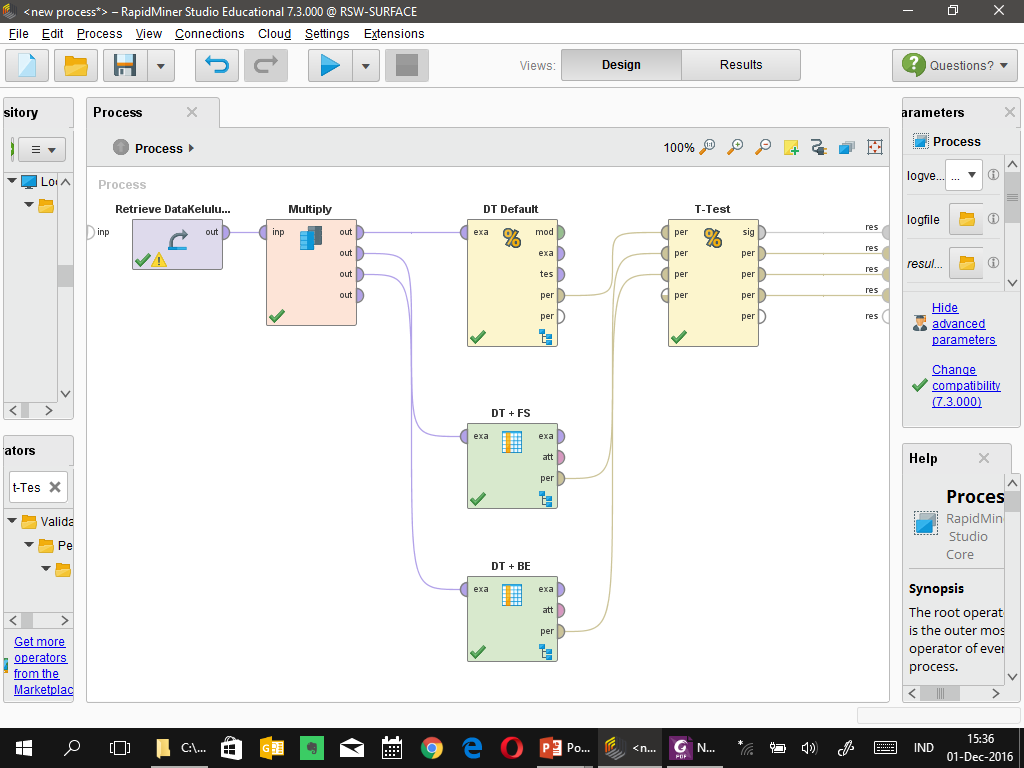 <new process*> – RapidMiner Studio Educational 7.3.000 @ RSW-SURFACE
File Edit Process View Connections Cloud Settings Extensions
Views: Design Results Questions?
sitory
Process
arameters
Process
100%
Process
logve... ...
logfile
resul...
Hide advanced parameters
Change compatibility (7.3.000)
Loc
Process
Retrieve DataKelulu...
out
inp
Multiply
inp out
out
out
out
DT Default
exa mod
exa
tes
per
per
T-Test
per sig
per per
per per
per per
per
res
res
res
res
res
DT + FS
exa exa
att
per
DT + BE
exa exa
att
per
ators
t-Tes
Valida
Pe
Get more
operators
from the
Marketplac
Help
Proces
RapidMin
Studio
Core
Synopsis
The root operat
is the outer mos
operator of ever
process.
C:\... Po... <n... PDF N... IND 15:36
01-Dec-2016